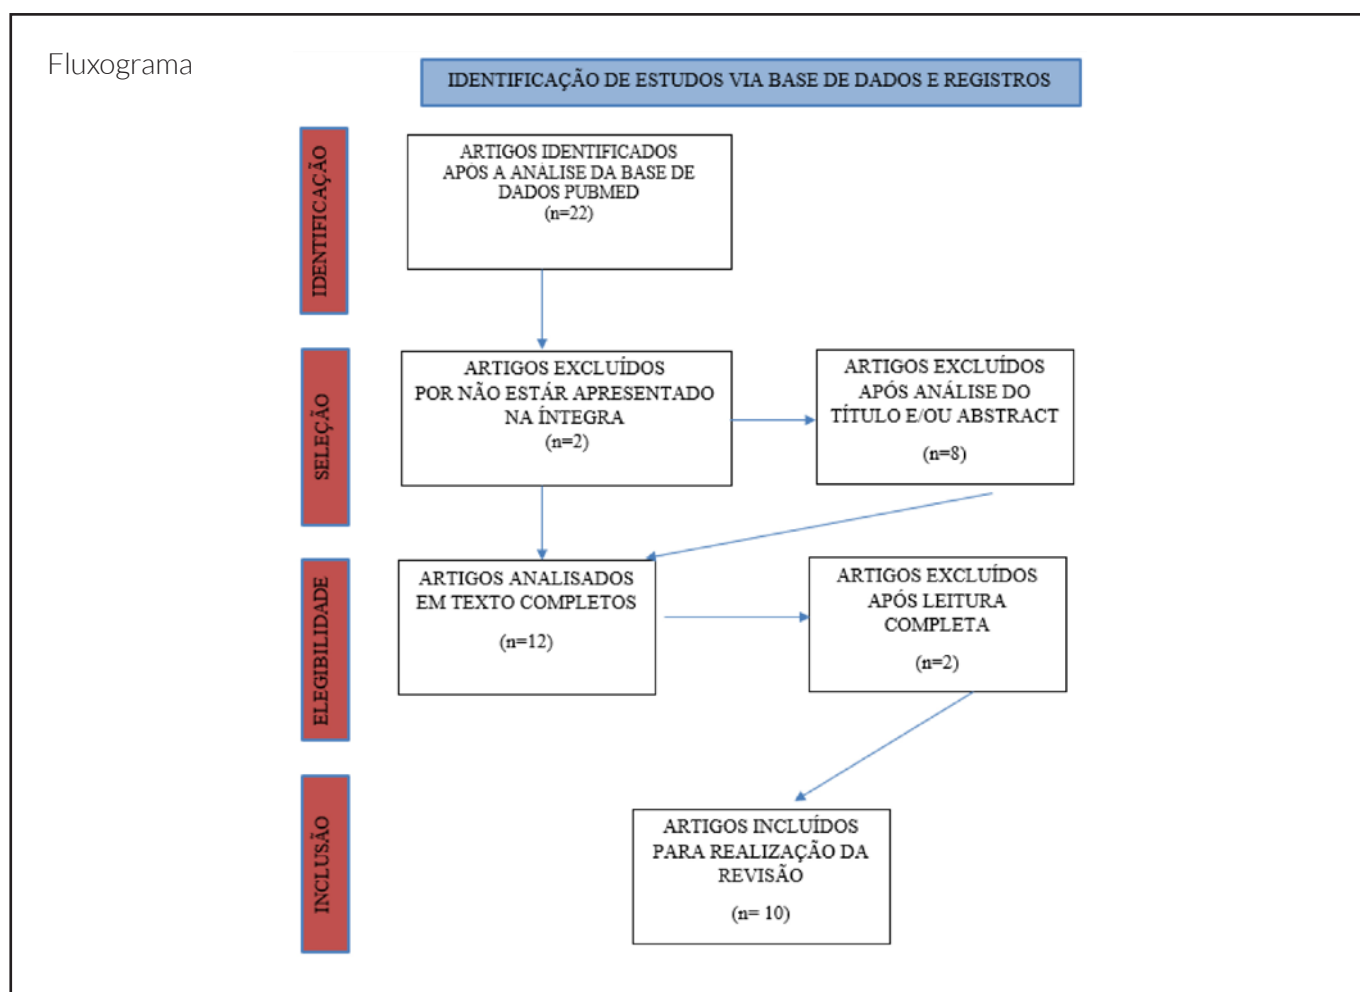 Fluxograma
IDENTIFICAÇÃO DE ESTUDOS VIA BASE DE DADOS E REGISTROS
IDENTIFICAÇÃO
ARTIGOS IDENTIFICADOS
APÓS A ANÁLISE DA BASE DE
DADOS PUBMED
(n=22)
SELEÇÃO
ARTIGOS EXCLUÍDOS
POR NÃO ESTÁR APRESENTADO
NA ÍNTEGRA
(n=2)
ARTIGOS EXCLUÍDOS
APÓS ANÁLISE DO
TÍTULO E/OU ABSTRACT
(n=8)
ELEGIBILIDADE
ARTIGOS ANALISADOS
EM TEXTO COMPLETOS
(n=12)
ARTIGOS EXCLUÍDOS
APÓS LEITURA
COMPLETA
(n=2)
INCLUSÃO
ARTIGOS INCLUÍDOS
PARA REALIZAÇÃO DA
REVISÃO
(n= 10)